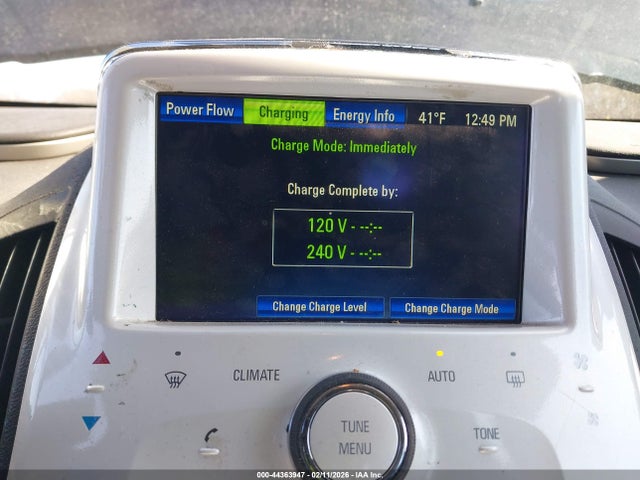 Power Flow Charging Energy Info 41°F 12:49 PM
Charge Mode: Immediately
Charge Complete by:
120 V - --:--
240 V - --:--
Change Charge Level Change Charge Mode
CLIMATE AUTO
TUNE
MENU
TONE
000-44363947 - 02/11/2026 - IAA Inc.